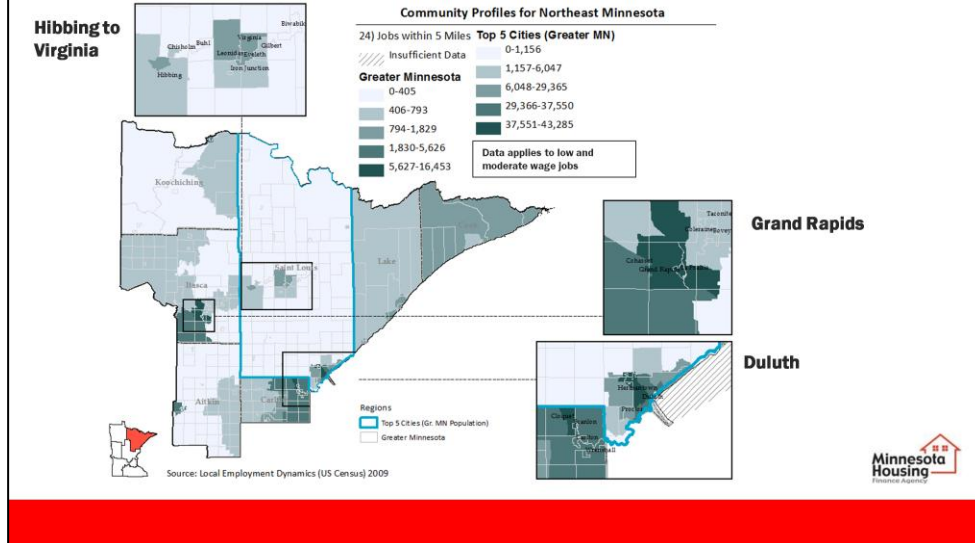 Hibbing to
Virginia
Biwabik
Virginia
Buhl
Chisholm
Gilbert
Leonidas
Eveleth
Iron Junction
Hibbing
Community Profiles for Northeast Minnesota
24) Jobs within 5 Miles
Insufficient Data
Greater Minnesota
0-405
406-793
794-1,829
1,830-5,626
5,627-16,453
Top 5 Cities (Greater MN)
0-1,156
1,157-6,047
6,048-29,365
29,366-37,550
37,551-43,285
Data applies to low and
moderate wage jobs
Koochiching
Saint Louis
Lake
Itasca
Aitkin
Taconite
Coleraine
Bovey
Cohasset
Grand Rapids
Grand Rapids
Duluth
Hermantown
Duluth
Proctor
Cloquet
Scanlon
Regions
Top 5 Cities (Gr. MN Population)
Greater Minnesota
Source: Local Employment Dynamics (US Census) 2009
Minnesota
Housing
Finance Agency